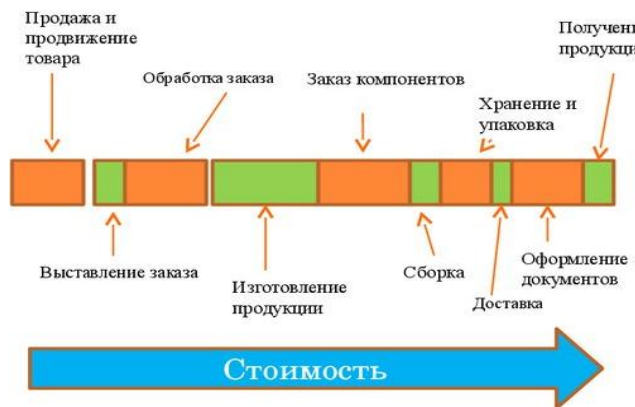 Продажа и
продвижение
товара
Обработка заказа
Заказ компонентов
Хранение и
упаковка
Выставление заказа
Изготовление
продукции
Сборка
Доставка
Оформление
документов
Стоимость